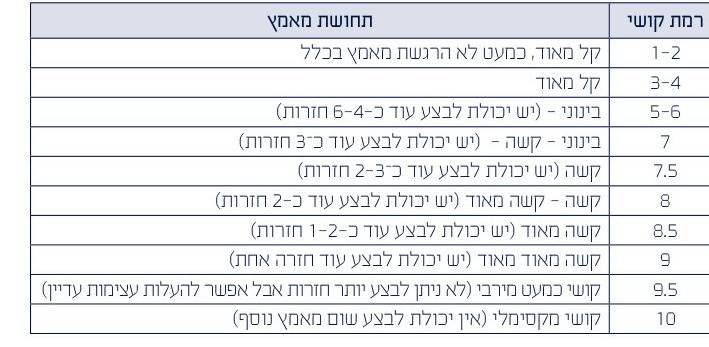 רמת קושי תחושת מאמץ
1-2 קל מאוד, כמעט לא הרגשת מאמץ בכלל
3-4 קל מאוד
5-6 בינוני - (יש יכולת לבצע עוד כ-6-4 חזרות)
7 בינוני - קשה - (יש יכולת לבצע עוד כ־3 חזרות)
7.5 קשה (יש יכולת לבצע עוד כ־2-3 חזרות)
8 קשה - קשה מאוד (יש יכולת לבצע עוד כ-2 חזרות)
8.5 קשה מאוד (יש יכולת לבצע עוד כ-1-2 חזרות)
9 קשה מאוד מאוד (יש יכולת לבצע עוד חזרה אחת)
9.5 קושי כמעט מירבי (לא ניתן לבצע יותר חזרות אבל אפשר להעלות עצימות עדיין)
10 קושי מקסימלי (אין יכולת לבצע שום מאמץ נוסף)